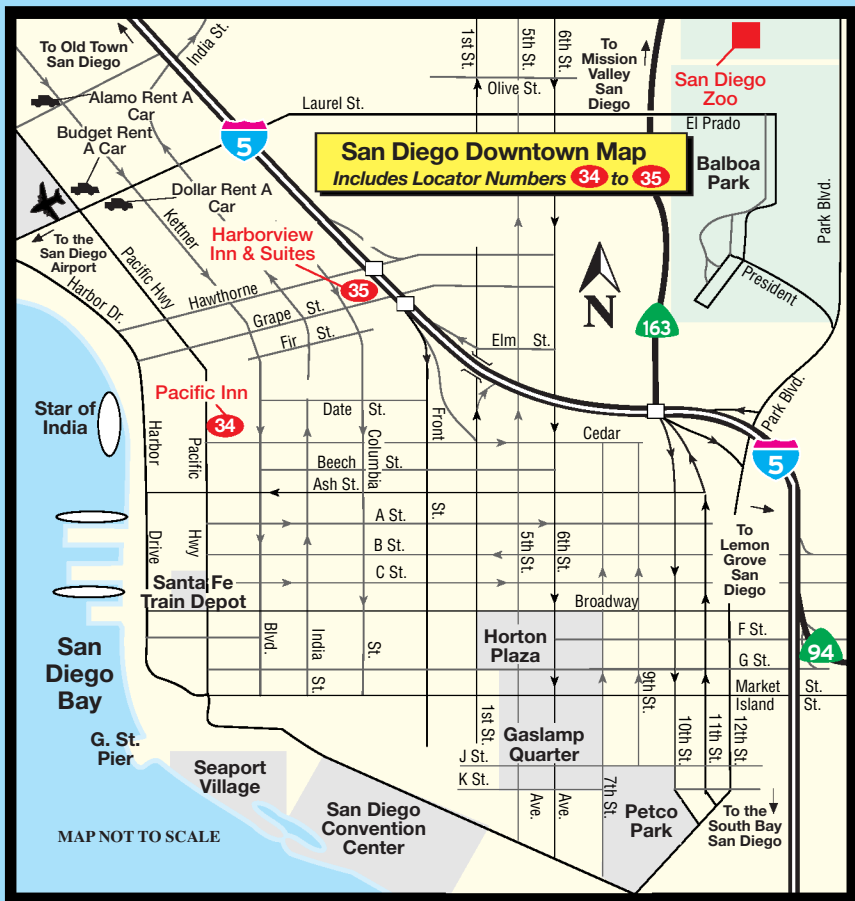 To Old Town
San Diego
India St.
1st St.
5th St.
6th St.
To
Mission
Valley
San
Diego
San Diego
Zoo
Olive St.
Alamo Rent A
Car
Budget Rent
A Car
Laurel St.
5
El Prado
Balboa
Park
San Diego Downtown Map
Includes Locator Numbers 34 to 35
Dollar Rent A
Car
Kettner
Park Blvd.
To the
San Diego
Airport
Harbor Dr.
Pacific Hwy
Harborview
Inn & Suites
35
Hawthorne
Grape St.
Fir St.
N
163
President
Elm St.
Park Blvd.
Pacific Inn
34
Star of
India
Date St.
Harbor
Drive
Pacific
Hwy
Columbia
St.
Front
St.
Cedar
5
Beech St.
Ash St.
A St.
B St.
C St.
5th St.
6th St.
To
Lemon
Grove
San
Diego
Santa Fe
Train Depot
Broadway
Blvd.
India
St.
Horton
Plaza
F St.
G St.
94
San
Diego
Bay
Market St.
Island St.
9th St.
10th St.
11th St.
12th St.
1st St.
Gaslamp
Quarter
G. St.
Pier
J St.
K St.
Seaport
Village
7th St.
Ave.
Ave.
San Diego
Convention
Center
Petco
Park
To the
South Bay
San Diego
MAP NOT TO SCALE